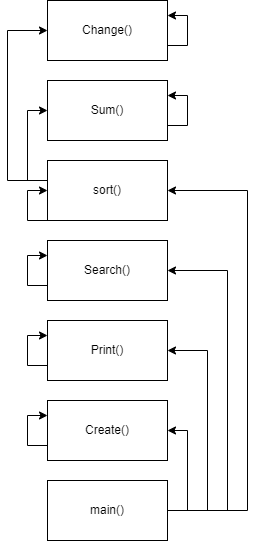 Change()
Sum()
sort()
Search()
Print()
Create()
main()